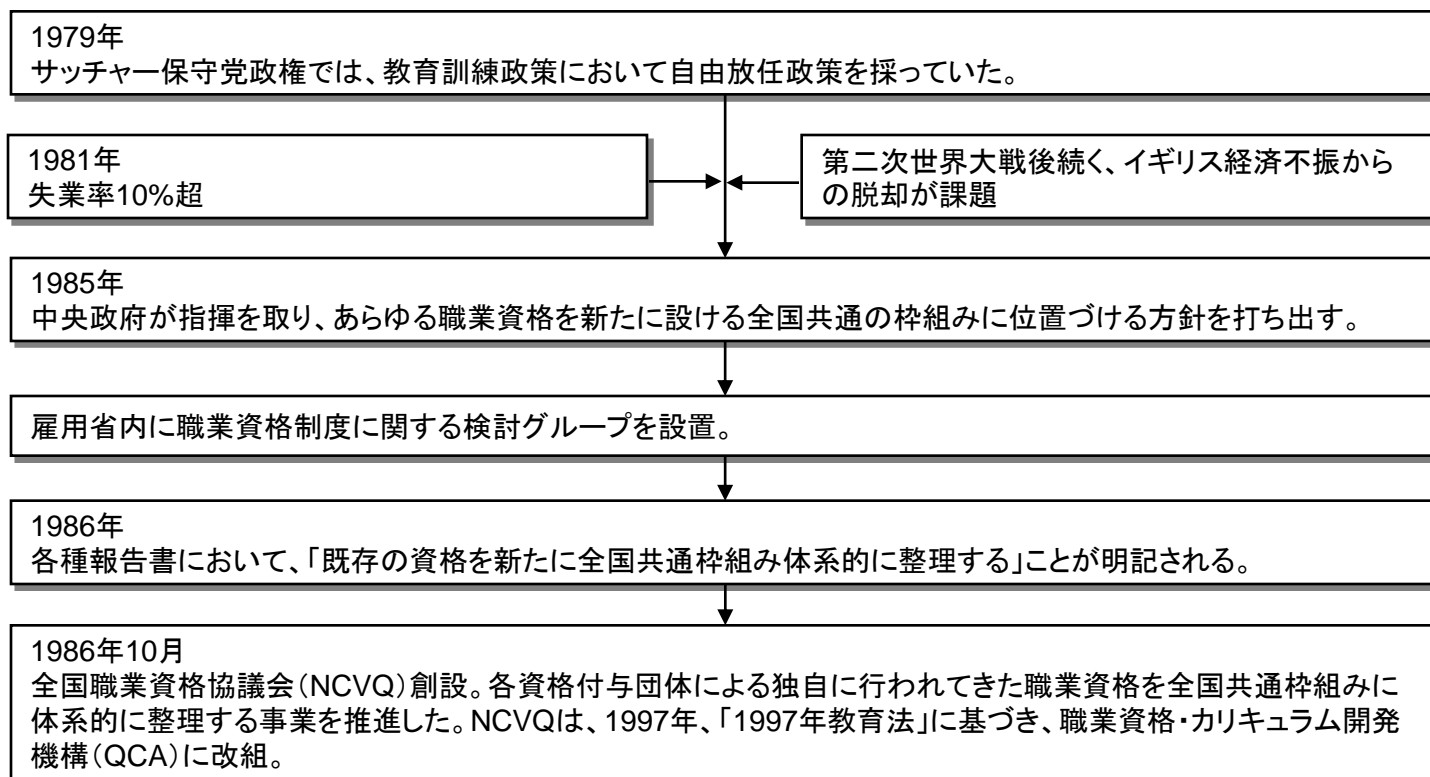 1979年
サッチャー保守党政権では、教育訓練政策において自由放任政策を採っていた。
1981年
失業率10%超
第二次世界大戦後続く、イギリス経済不振から
の脱却が課題
1985年
中央政府が指揮を取り、あらゆる職業資格を新たに設ける全国共通の枠組みに位置づける方針を打ち出す。
雇用省内に職業資格制度に関する検討グループを設置。
1986年
各種報告書において、「既存の資格を新たに全国共通枠組み体系的に整理する」ことが明記される。
1986年10月
全国職業資格協議会(NCVQ)創設。各資格付与団体による独自に行われてきた職業資格を全国共通枠組みに
体系的に整理する事業を推進した。NCVQは、1997年、「1997年教育法」に基づき、職業資格・カリキュラム開発
機構(QCA)に改組。